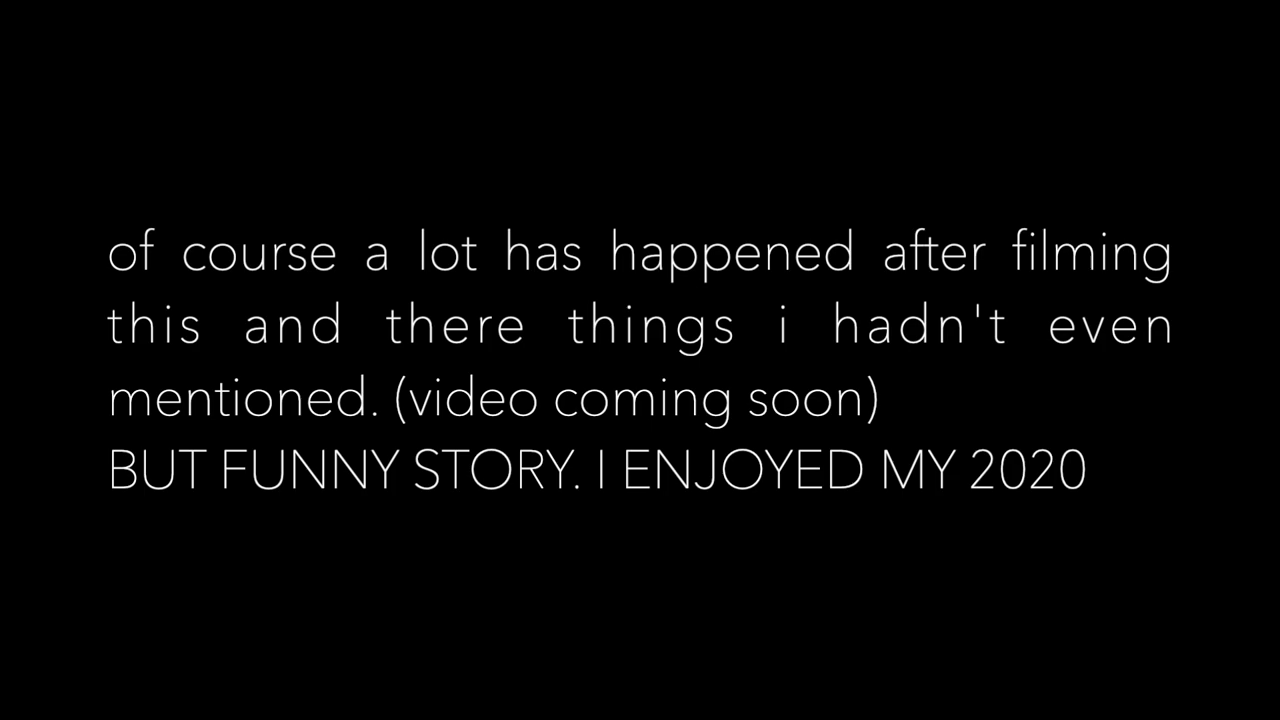 of course a lot has happened after filming
this and there things i hadn't even
mentioned. (video coming soon)
BUT FUNNY STORY. I ENJOYED MY 2020